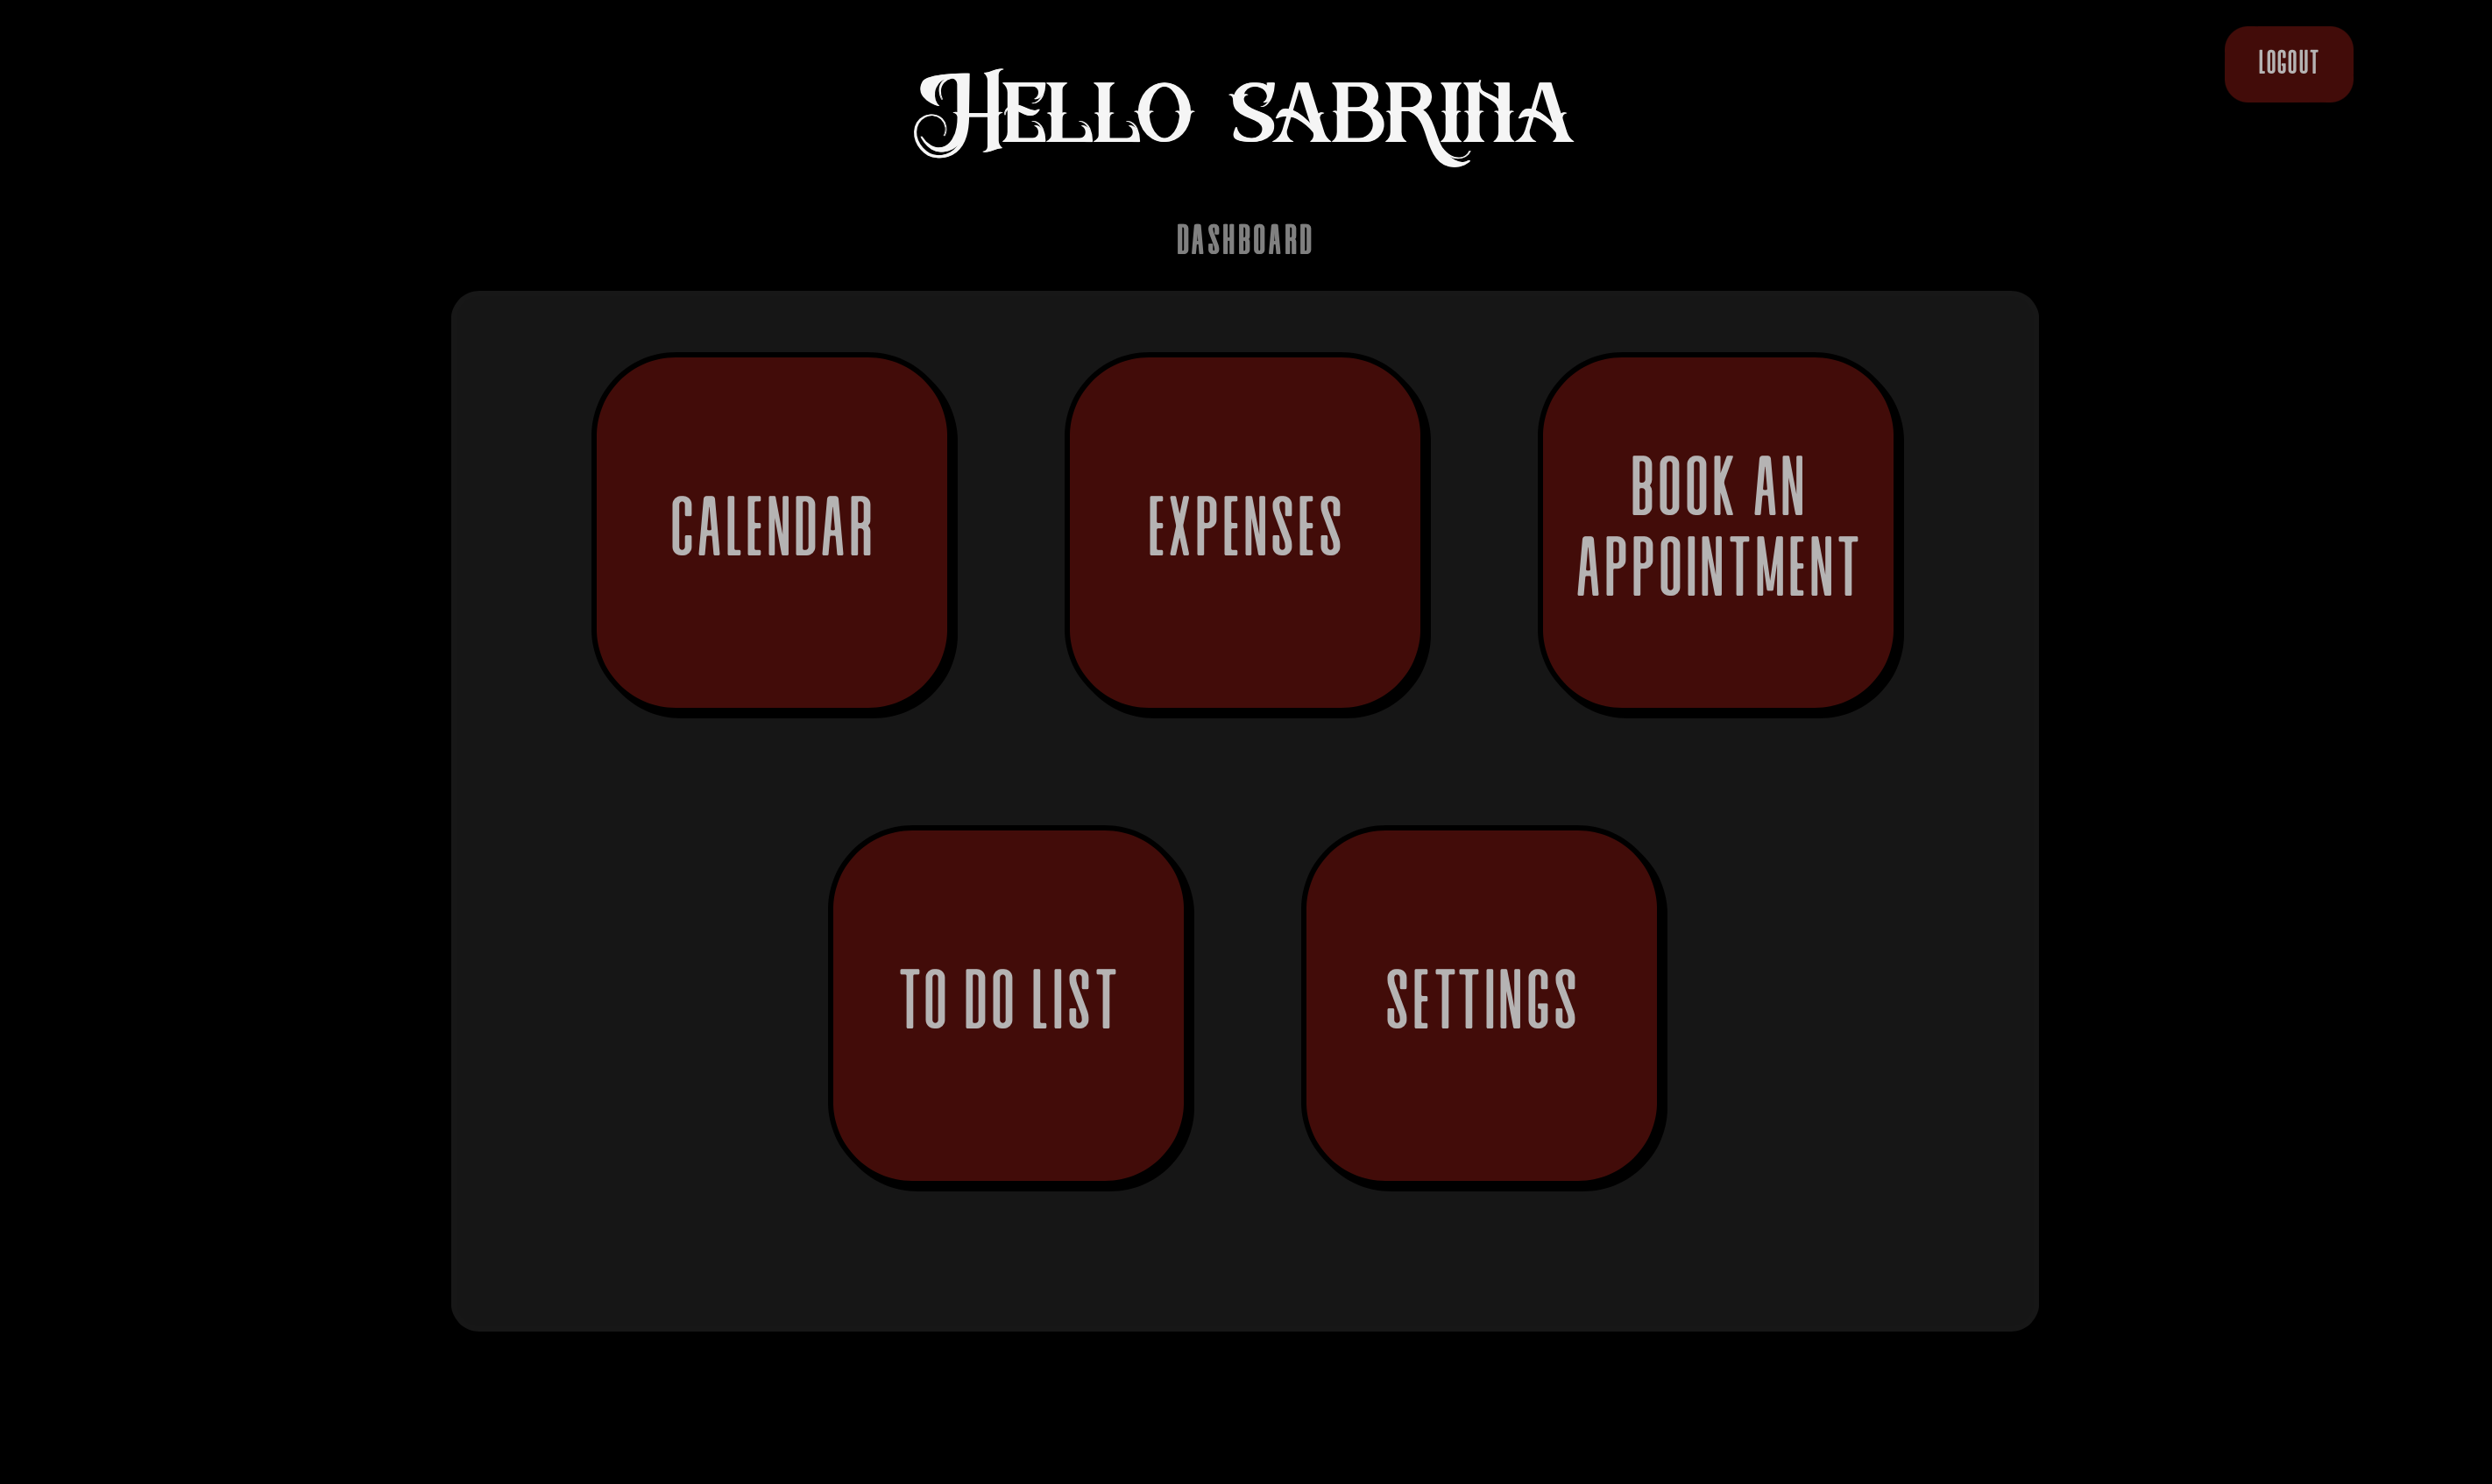 LOGOUT
HELLO SABRINA
DASHBOARD
CALENDAR
EXPENSES
BOOK AN
APPOINTMENT
TO DO LIST
SETTINGS